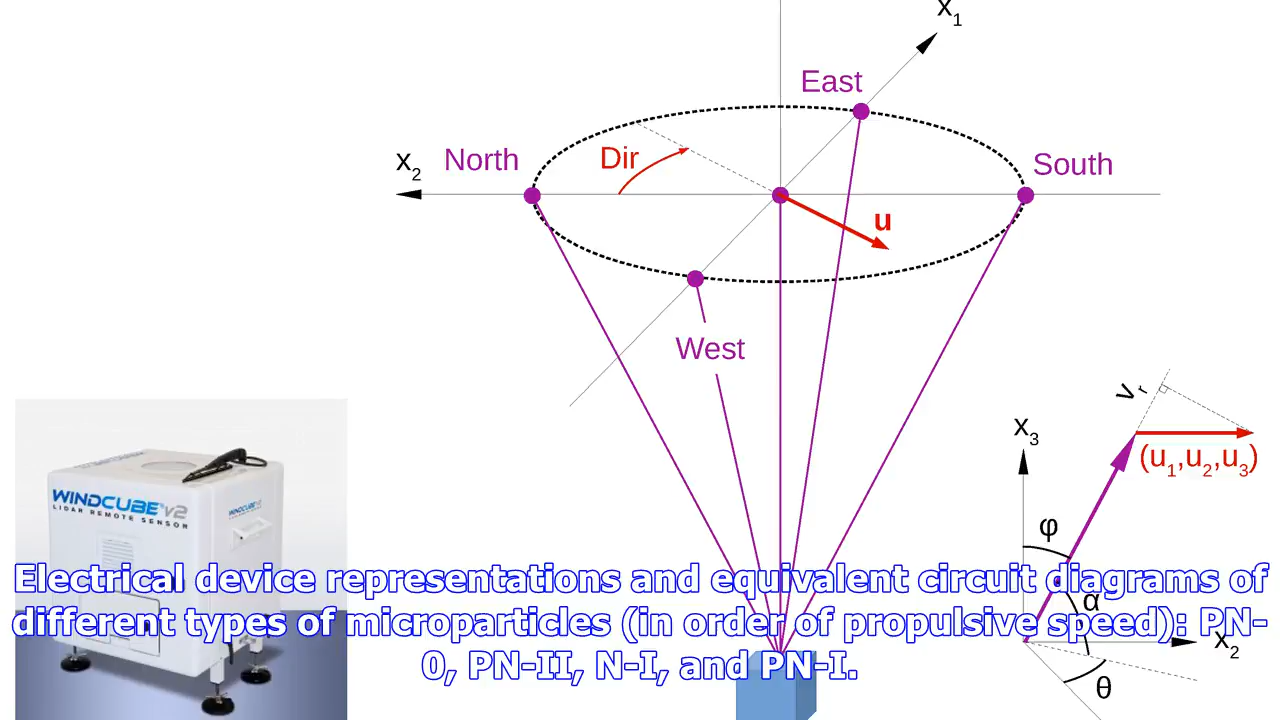 x1
East
x2
North
Dir
South
u
West
vr
x3
(u1,u2,u3)
φ
α
x2
θ
WINDCUBE v2
LIDAR REMOTE SENSOR
WINDCUBE
Electrical device representations and equivalent circuit diagrams of
different types of microparticles (in order of propulsive speed): PN-
0, PN-II, N-I, and PN-I.